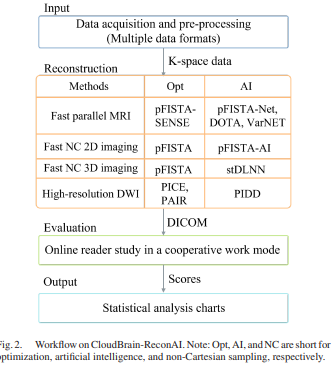 Input
Data acquisition and pre-processing
(Multiple data formats)
K-space data
Reconstruction
Methods Opt AI
Fast parallel MRI pFISTA-SENSE pFISTA-Net, DOTA, VarNET
Fast NC 2D imaging pFISTA pFISTA-AI
Fast NC 3D imaging pFISTA stDLNN
High-resolution DWI PICE, PAIR PIDD
Evaluation
DICOM
Online reader study in a cooperative work mode
Output
Scores
Statistical analysis charts
Fig. 2. Workflow on CloudBrain-ReconAI. Note: Opt, AI, and NC are short for
optimization, artificial intelligence, and non-Cartesian sampling, respectively.